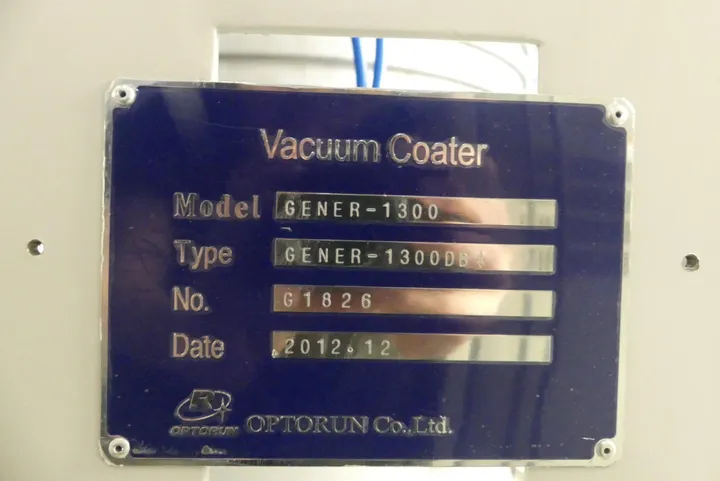 Vacuum Coater
Model GENER-1300
Type GENER-1300DB
No. G1826
Date 2012.12
OPTORUN
OPTORUN Co.,Ltd.